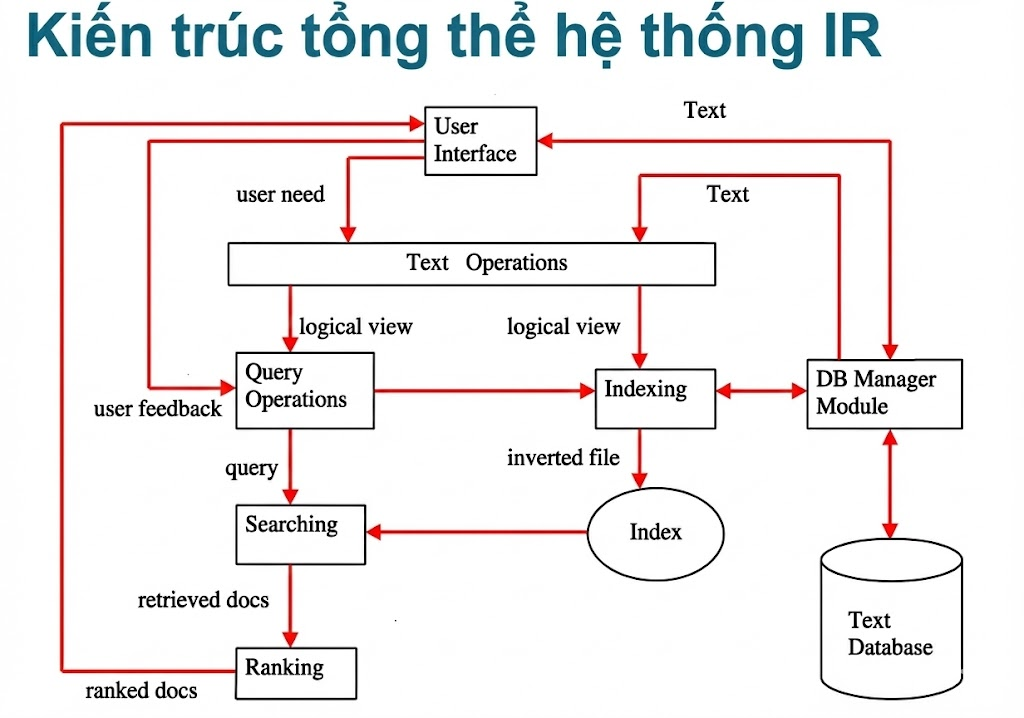 Kiến trúc tổng thể hệ thống IR
Text
User
Interface
user need
Text
Text Operations
logical view
logical view
Query
Operations
Indexing
DB Manager
Module
user feedback
inverted file
query
Searching
Index
retrieved docs
Text
Database
Ranking
ranked docs